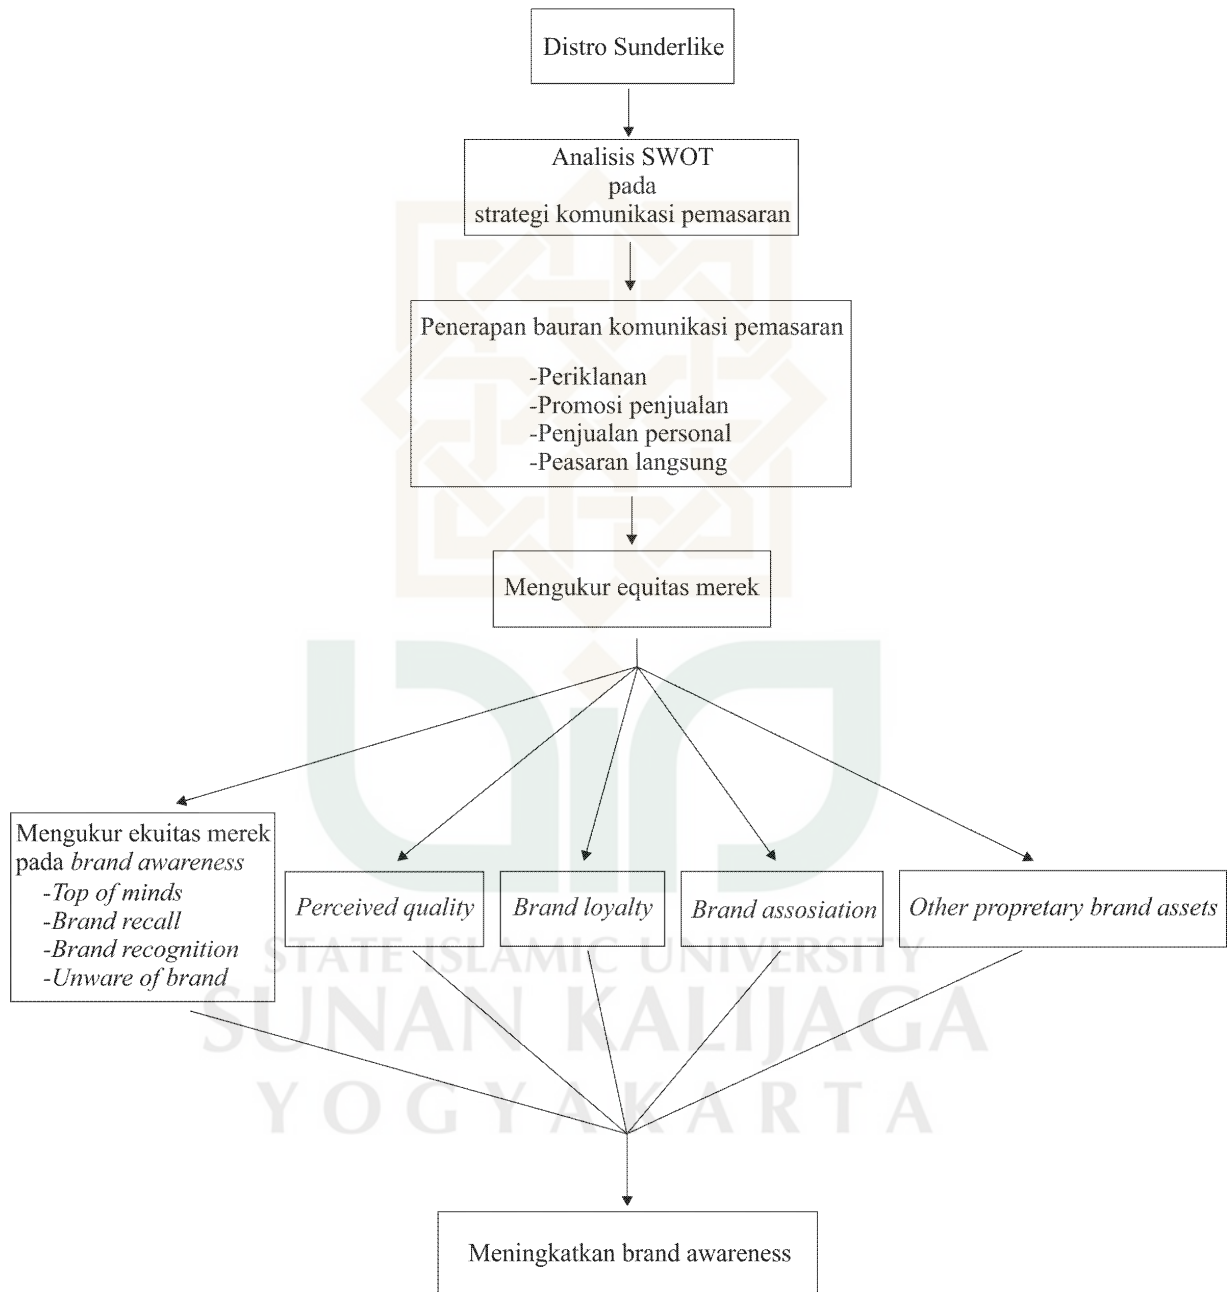 Distro Sunderlike
Analisis SWOT
pada
strategi komunikasi pemasaran
Penerapan bauran komunikasi pemasaran
-Periklanan
-Promosi penjualan
-Penjualan personal
-Peasaran langsung
Mengukur equitas merek
Mengukur ekuitas merek
pada brand awareness
-Top of minds
-Brand recall
-Brand recognition
-Unware of brand
Perceived quality
Brand loyalty
Brand assosiation
Other propretary brand assets
STATE ISLAMIC UNIVERSITY
SUNAN KALIJAGA
YOGYAKARTA
Meningkatkan brand awareness